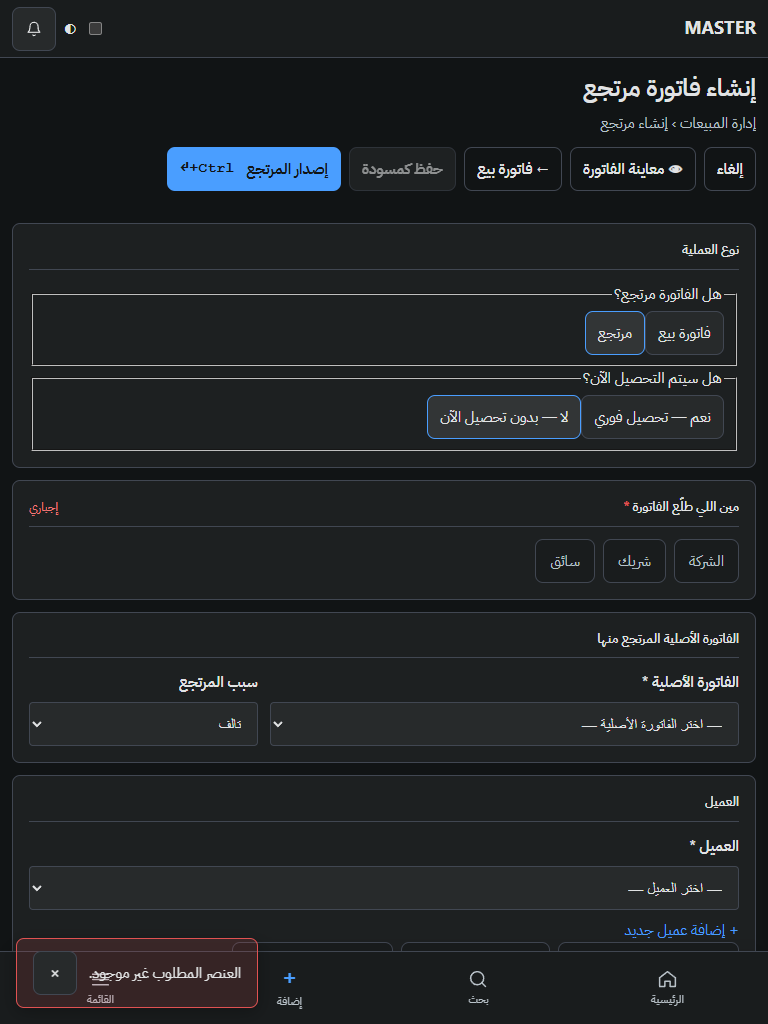 MASTER
إنشاء فاتورة مرتجع
إدارة المبيعات › إنشاء مرتجع
إلغاء
معاينة الفاتورة
← فاتورة بيع
حفظ كمسودة
إصدار المرتجع Ctrl+↵
نوع العملية
هل الفاتورة مرتجع؟
فاتورة بيع
مرتجع
هل سيتم التحصيل الآن؟
نعم — تحصيل فوري
لا — بدون تحصيل الآن
مين اللي طلّع الفاتورة *
إجباري
الشركة
شريك
سائق
الفاتورة الأصلية المرتجع منها
الفاتورة الأصلية *
سبب المرتجع
— اختر الفاتورة الأصلية —
تالف
العميل
العميل *
— اختر العميل —
+ إضافة عميل جديد
العنصر المطلوب غير موجود.
×
الرئيسية
بحث
+
إضافة
القائمة